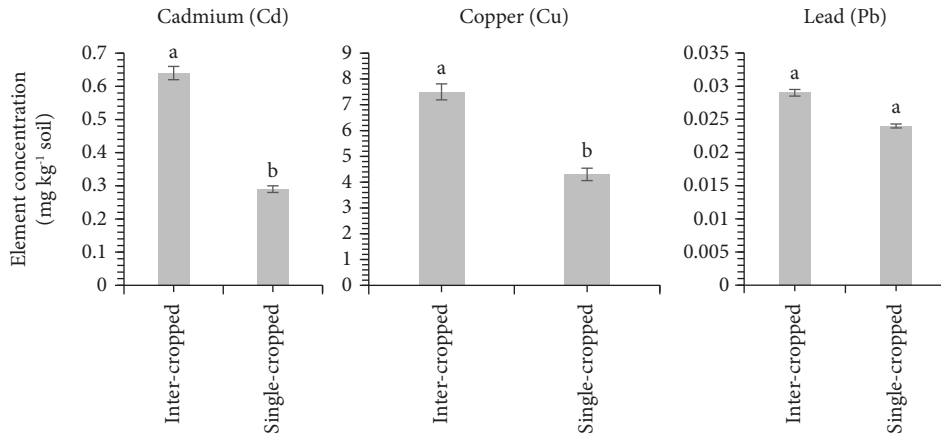 Cadmium (Cd)
Copper (Cu)
Lead (Pb)
Element concentration
(mg kg⁻¹ soil)
0.7
0.6
0.5
0.4
0.3
0.2
0.1
0
a
b
Inter-cropped
Single-cropped
9
8
7
6
5
4
3
2
1
0
a
b
Inter-cropped
Single-cropped
0.035
0.03
0.025
0.02
0.015
0.01
0.005
0
a
a
Inter-cropped
Single-cropped